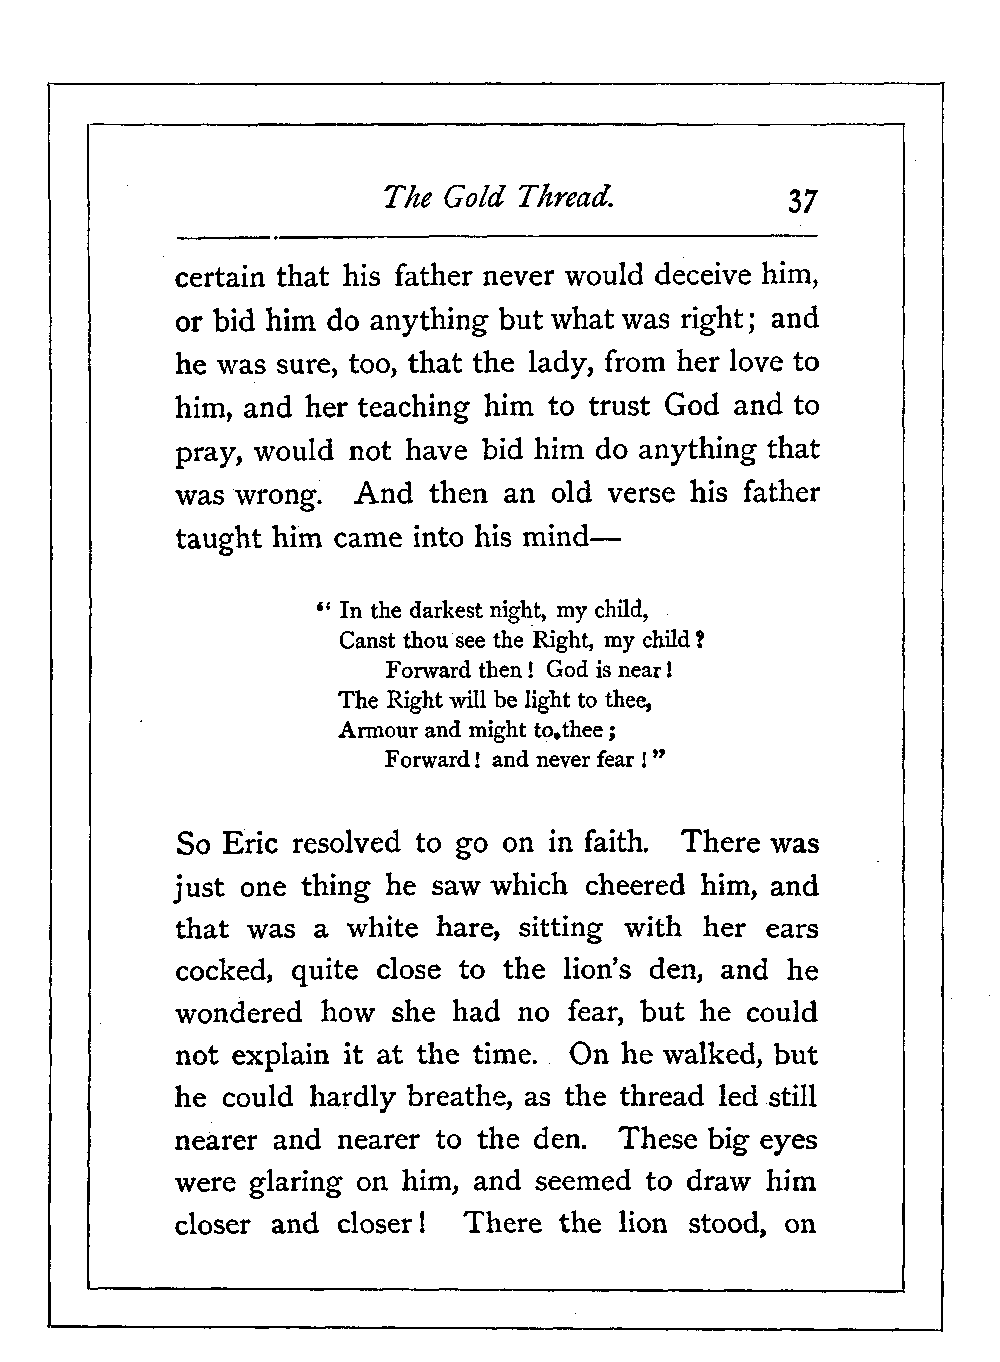 The Gold Thread. 37
certain that his father never would deceive him,
or bid him do anything but what was right; and
he was sure, too, that the lady, from her love to
him, and her teaching him to trust God and to
pray, would not have bid him do anything that
was wrong. And then an old verse his father
taught him came into his mind—
“ In the darkest night, my child,
Canst thou see the Right, my child?
Forward then! God is near!
The Right will be light to thee,
Armour and might to thee;
Forward! and never fear!”
So Eric resolved to go on in faith. There was
just one thing he saw which cheered him, and
that was a white hare, sitting with her ears
cocked, quite close to the lion's den, and he
wondered how she had no fear, but he could
not explain it at the time. On he walked, but
he could hardly breathe, as the thread led still
nearer and nearer to the den. These big eyes
were glaring on him, and seemed to draw him
closer and closer! There the lion stood, on